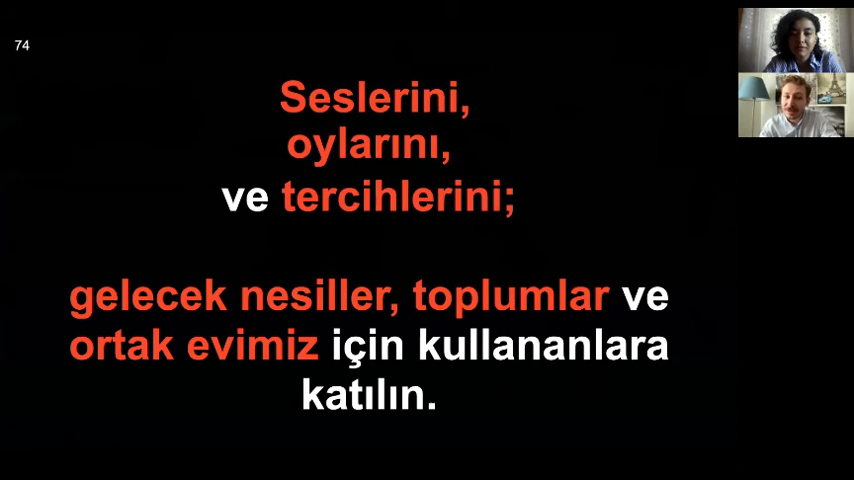 74
Seslerini,
oylarını,
ve tercihlerini;
gelecek nesiller, toplumlar ve
ortak evimiz için kullananlara
katılın.